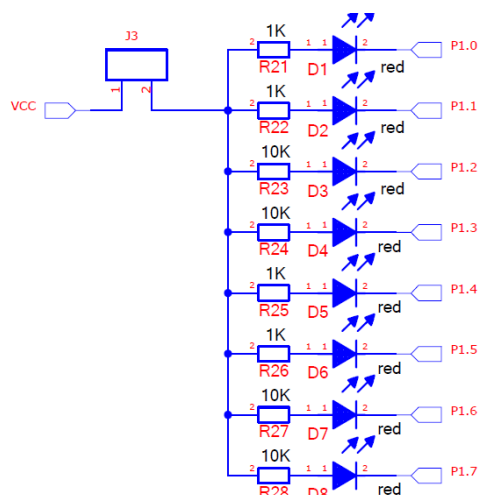 J3
1
2
VCC
1K
2
1
1
2
R21
D1
red
P1.0
1K
2
1
1
2
R22
D2
red
P1.1
10K
2
1
1
2
R23
D3
red
P1.2
10K
2
1
1
2
R24
D4
red
P1.3
1K
2
1
1
2
R25
D5
red
P1.4
1K
2
1
1
2
R26
D6
red
P1.5
10K
2
1
1
2
R27
D7
red
P1.6
10K
2
1
1
2
R28
D8
red
P1.7